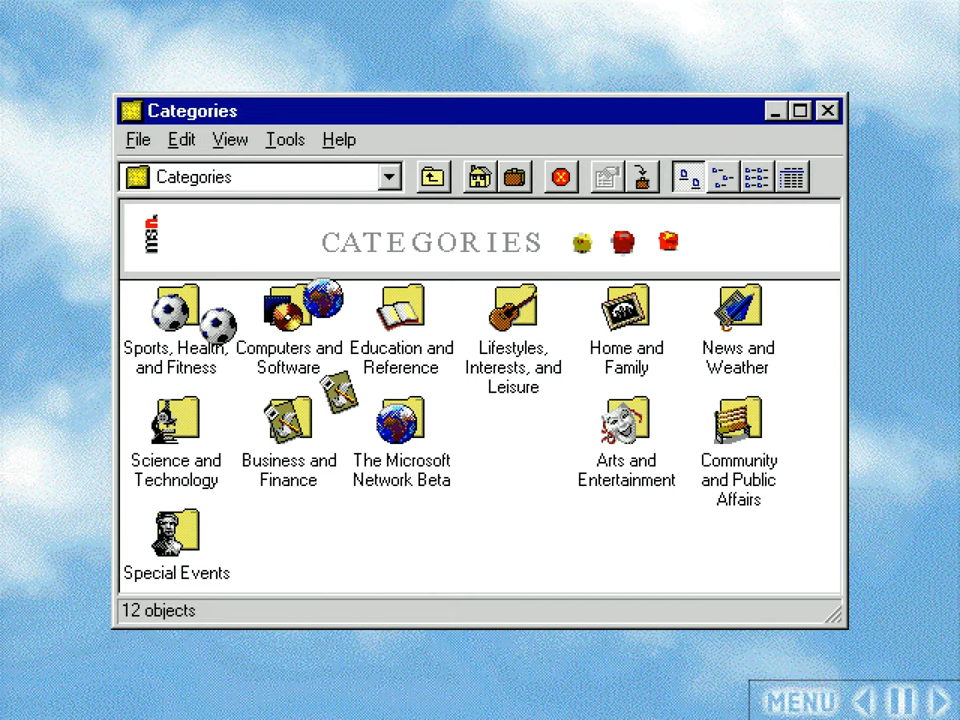 Categories
File Edit View Tools Help
Categories
msn
CATEGORIES
Sports, Health, and Fitness
Computers and Software
Education and Reference
Lifestyles, Interests, and Leisure
Home and Family
News and Weather
Science and Technology
Business and Finance
The Microsoft Network Beta
Arts and Entertainment
Community and Public Affairs
Special Events
12 objects
MENU